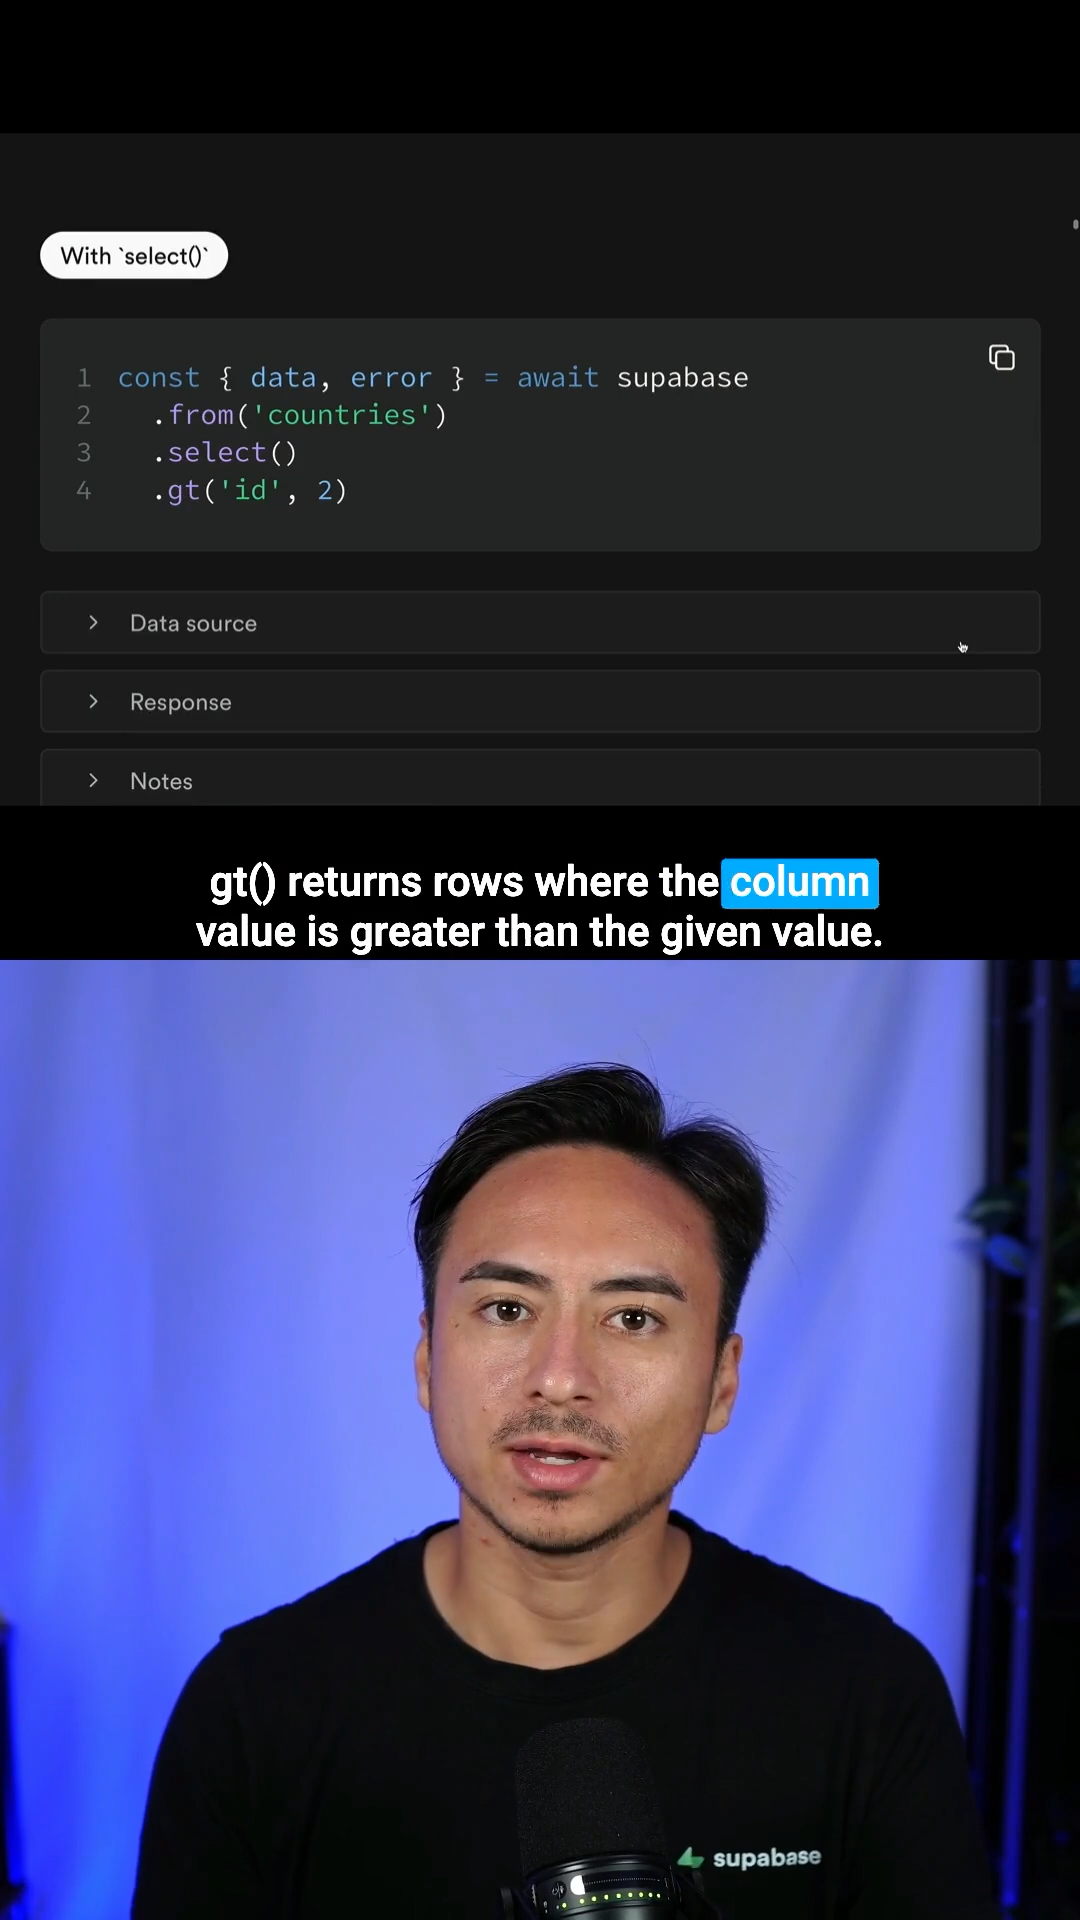 With `select()`
1 const { data, error } = await supabase
2 .from('countries')
3 .select()
4 .gt('id', 2)
Data source
Response
Notes
gt() returns rows where the column
value is greater than the given value.
supabase